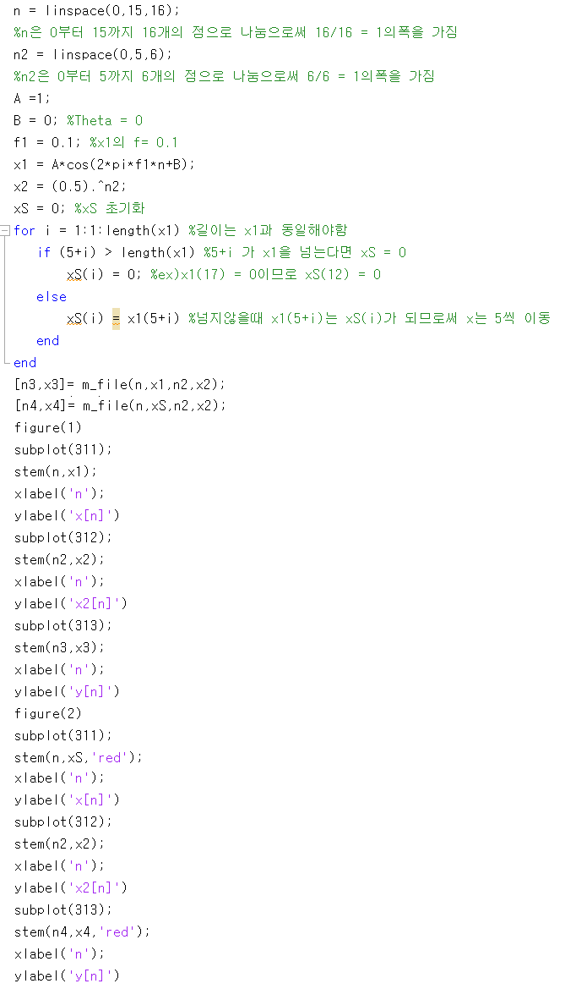 n = linspace(0,15,16);
%n은 0부터 15까지 16개의 점으로 나눔으로써 16/16 = 1의폭을 가짐
n2 = linspace(0,5,6);
%n2은 0부터 5까지 6개의 점으로 나눔으로써 6/6 = 1의폭을 가짐
A =1;
B = 0; %Theta = 0
f1 = 0.1; %x1의 f= 0.1
x1 = A*cos(2*pi*f1*n+B);
x2 = (0.5).^n2;
xS = 0; %xS 초기화
for i = 1:1:length(x1) %길이는 x1과 동일해야함
if (5+i) > length(x1) %5+i 가 x1을 넘는다면 xS = 0
xS(i) = 0; %ex)x1(17) = 0이므로 xS(12) = 0
else
xS(i) = x1(5+i) %넘지않을때 x1(5+i)는 xS(i)가 되므로써 x는 5씩 이동
end
end
[n3,x3]= m_file(n,x1,n2,x2);
[n4,x4]= m_file(n,xS,n2,x2);
figure(1)
subplot(311);
stem(n,x1);
xlabel('n');
ylabel('x[n]')
subplot(312);
stem(n2,x2);
xlabel('n');
ylabel('x2[n]')
subplot(313);
stem(n3,x3);
xlabel('n');
ylabel('y[n]')
figure(2)
subplot(311);
stem(n,xS,'red');
xlabel('n');
ylabel('x[n]')
subplot(312);
stem(n2,x2);
xlabel('n');
ylabel('x2[n]')
subplot(313);
stem(n4,x4,'red');
xlabel('n');
ylabel('y[n]')